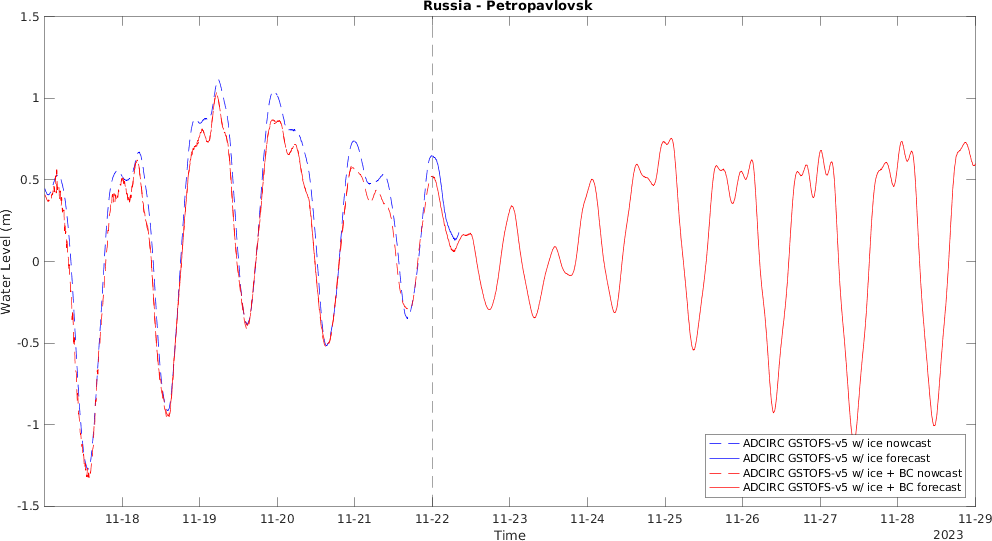 Russia - Petropavlovsk
1.5
1
0.5
0
-0.5
-1
-1.5
Water Level (m)
11-18 11-19 11-20 11-21 11-22 11-23 11-24 11-25 11-26 11-27 11-28 11-29
Time
2023
ADCIRC GSTOFS-v5 w/ ice nowcast
ADCIRC GSTOFS-v5 w/ ice forecast
ADCIRC GSTOFS-v5 w/ ice + BC nowcast
ADCIRC GSTOFS-v5 w/ ice + BC forecast